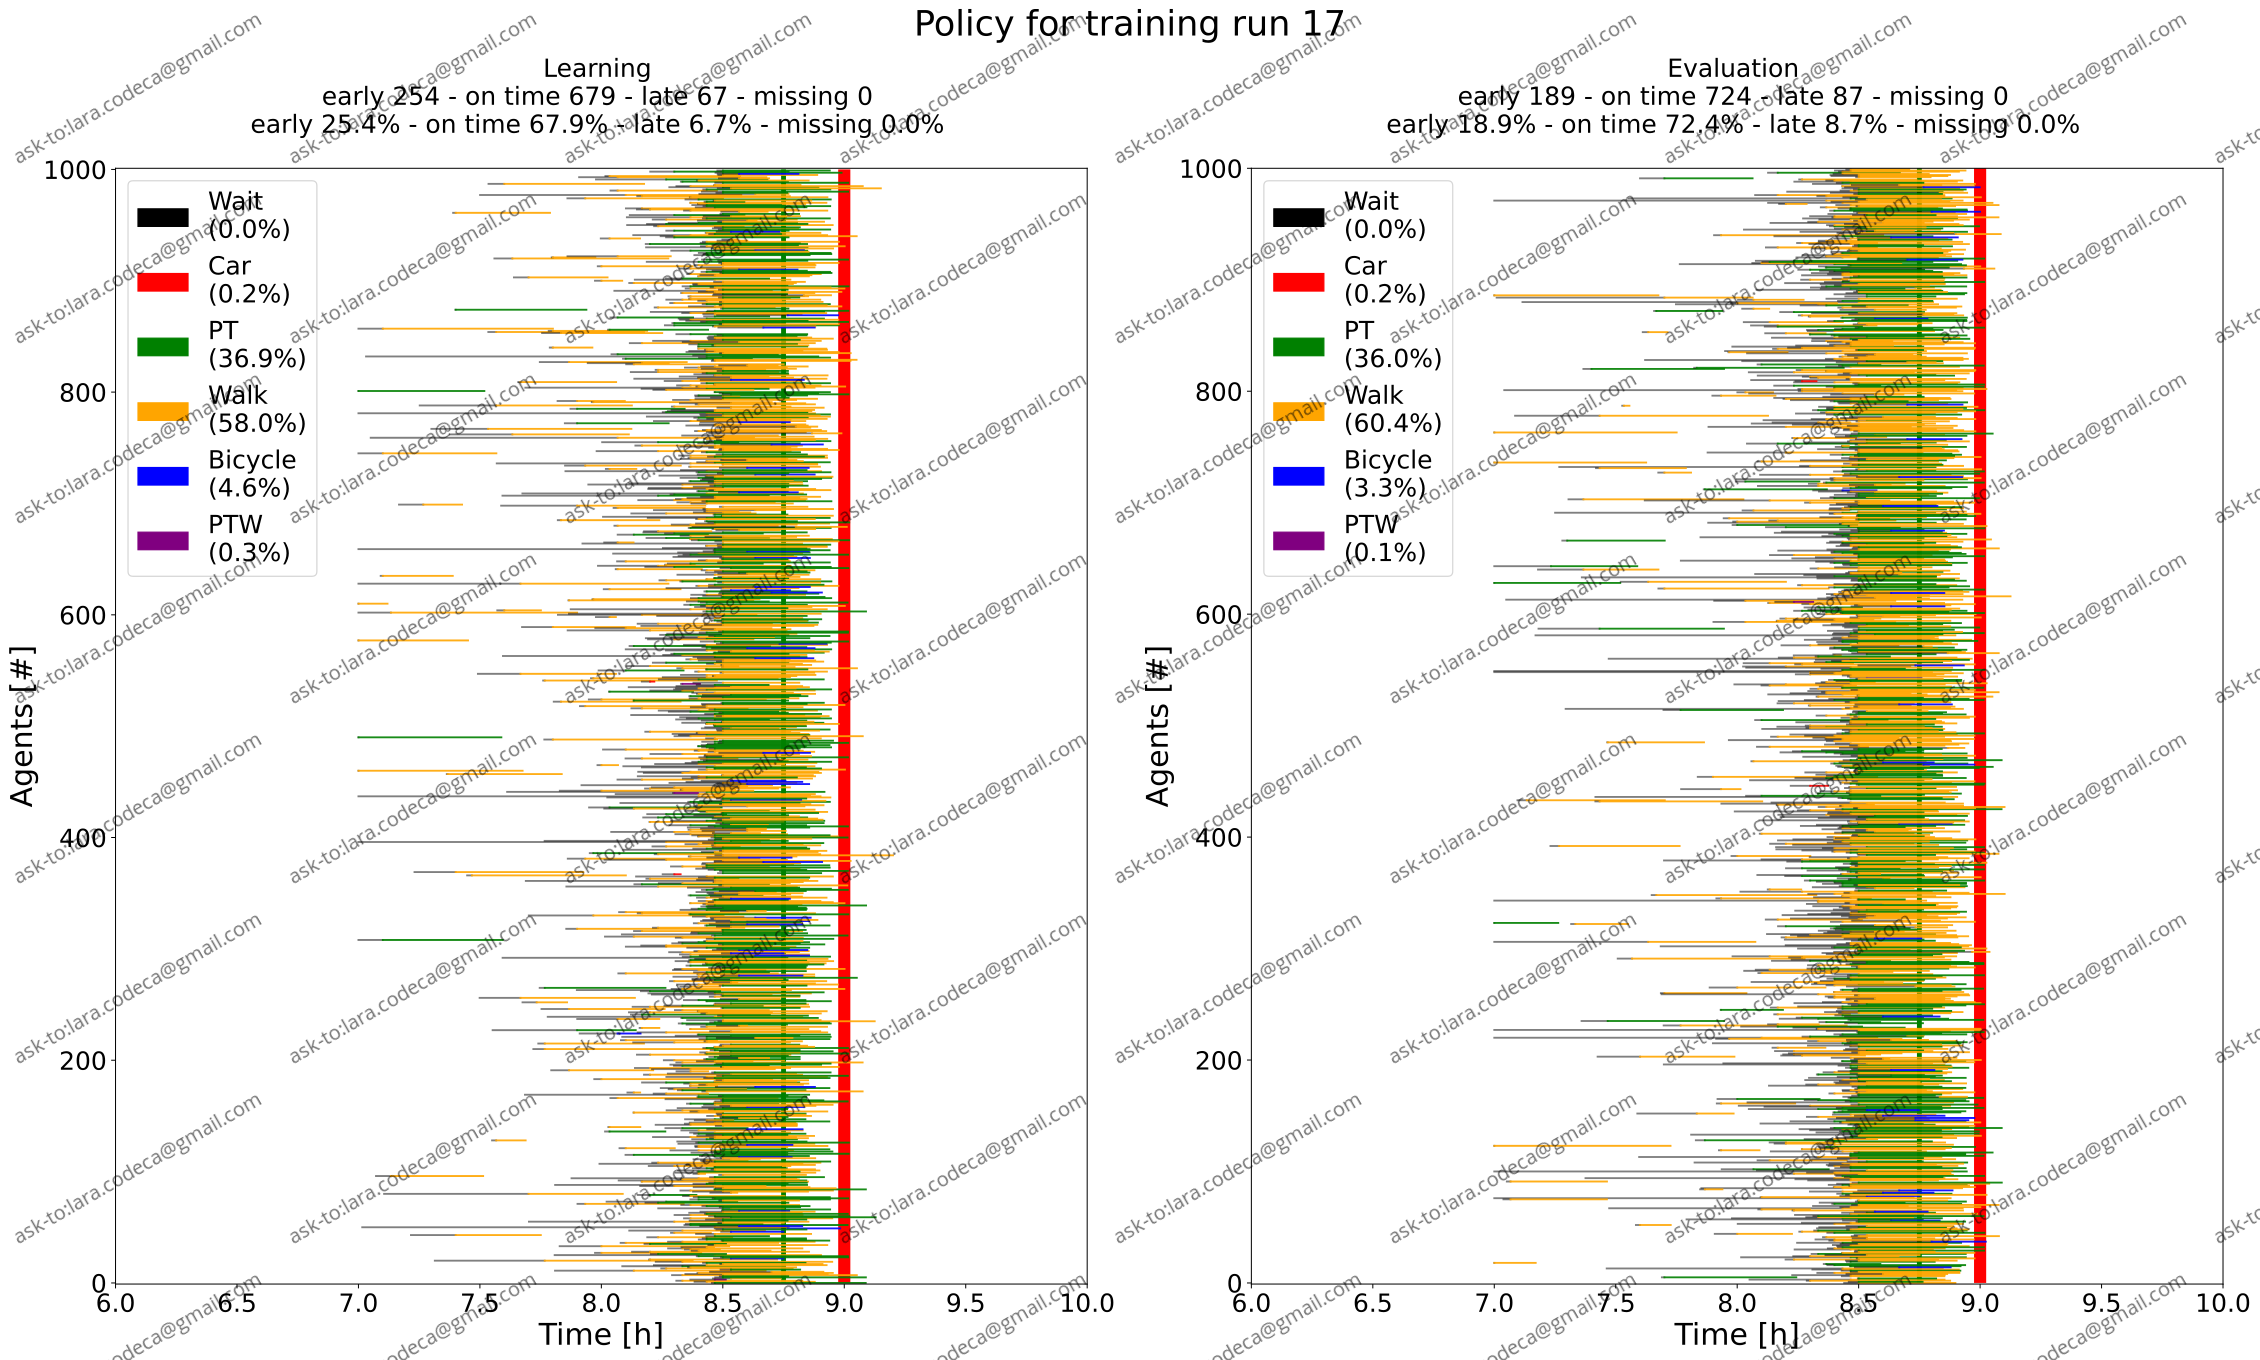 Policy for training run 17
Learning
early 254 - on time 679 - late 67 - missing 0
early 25.4% - on time 67.9% - late 6.7% - missing 0.0%
Wait
(0.0%)
Car
(0.2%)
PT
(36.9%)
Walk
(58.0%)
Bicycle
(4.6%)
PTW
(0.3%)
1000
800
600
400
200
0
Agents [#]
6.0 6.5 7.0 7.5 8.0 8.5 9.0 9.5 10.0
Time [h]
Evaluation
early 189 - on time 724 - late 87 - missing 0
early 18.9% - on time 72.4% - late 8.7% - missing 0.0%
Wait
(0.0%)
Car
(0.2%)
PT
(36.0%)
Walk
(60.4%)
Bicycle
(3.3%)
PTW
(0.1%)
1000
800
600
400
200
0
Agents [#]
6.0 6.5 7.0 7.5 8.0 8.5 9.0 9.5 10.0
Time [h]
ask-to:lara.codeca@gmail.com